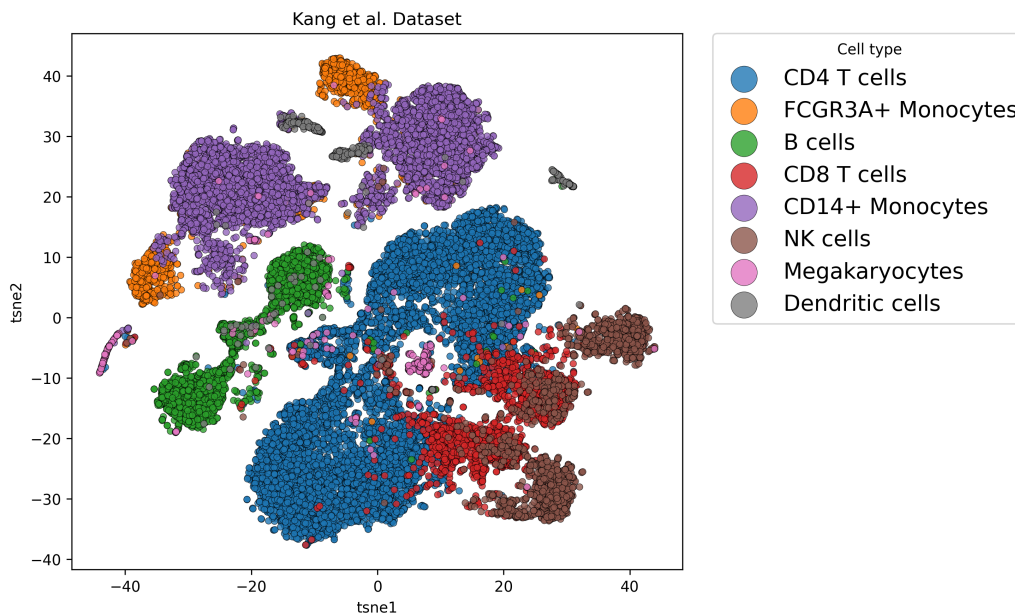 Kang et al. Dataset
Cell type
CD4 T cells
FCGR3A+ Monocytes
B cells
CD8 T cells
CD14+ Monocytes
NK cells
Megakaryocytes
Dendritic cells
tsne2
40
30
20
10
0
−10
−20
−30
−40
−40
−20
0
20
40
tsne1